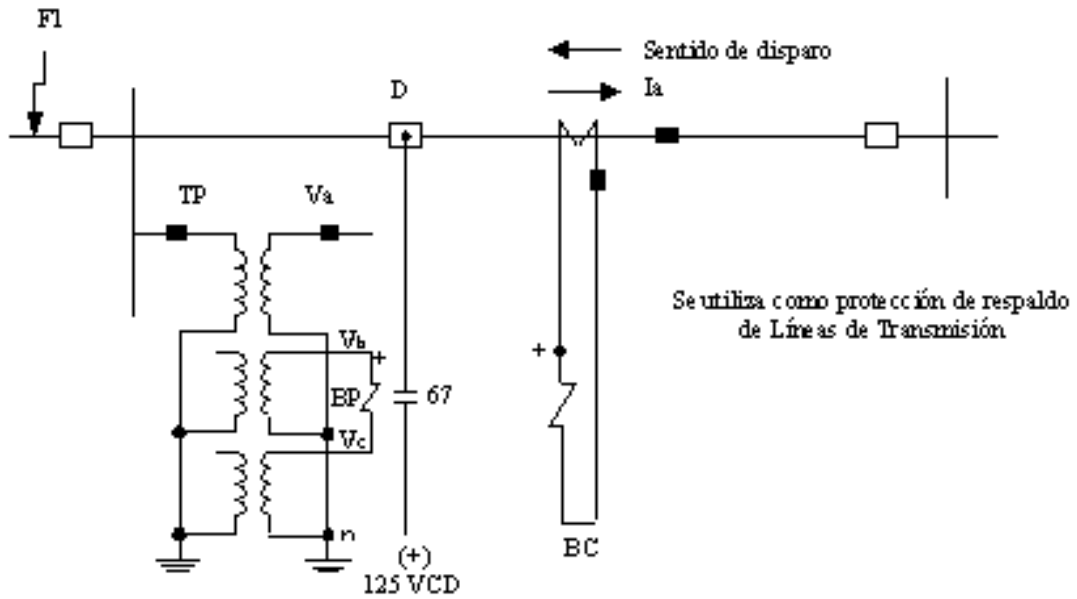 F1
Sentido de disparo
D
Ia
TP
Va
Se utiliza como protección de respaldo
de Líneas de Transmisión
Vb
+
+
BP
67
Vc
n
(+)
125 VCD
BC